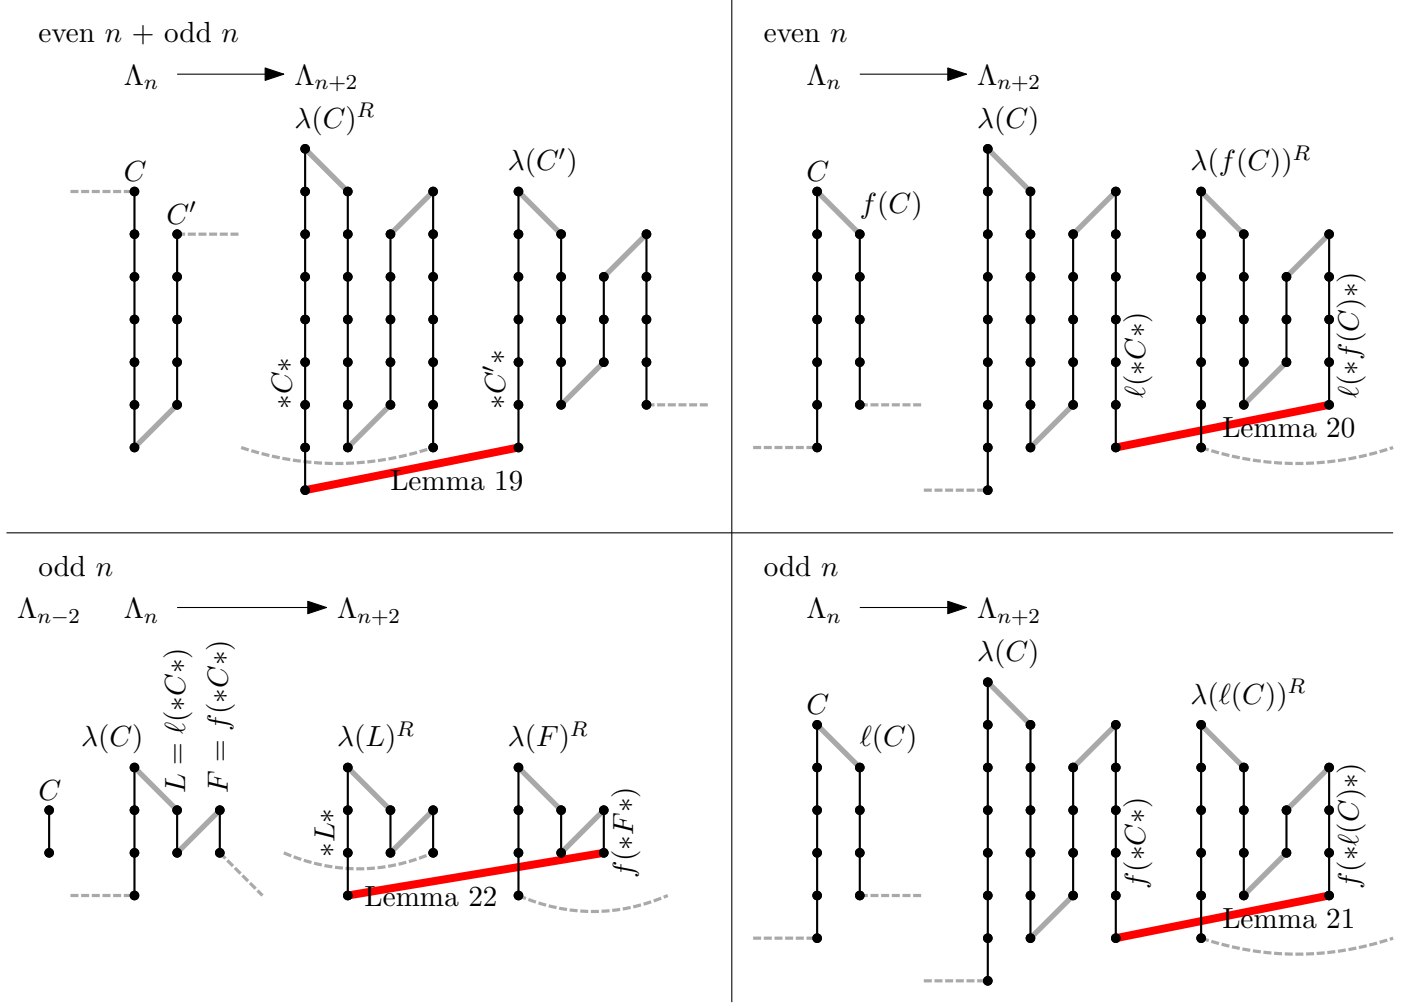 even n + odd n
Λ_n Λ_{n+2}
λ(C)^R
C
C′
λ(C′)
∗C∗
∗C′∗
Lemma 19
even n
Λ_n Λ_{n+2}
λ(C)
C
f(C)
λ(f(C))^R
ℓ(∗C∗)
ℓ(∗f(C)∗)
Lemma 20
odd n
Λ_{n−2} Λ_n Λ_{n+2}
C
λ(C)
L = ℓ(∗C∗)
F = f(∗C∗)
λ(L)^R
λ(F)^R
∗L∗
f(∗F∗)
Lemma 22
odd n
Λ_n Λ_{n+2}
λ(C)
C
ℓ(C)
λ(ℓ(C))^R
f(∗C∗)
f(∗ℓ(C)∗)
Lemma 21